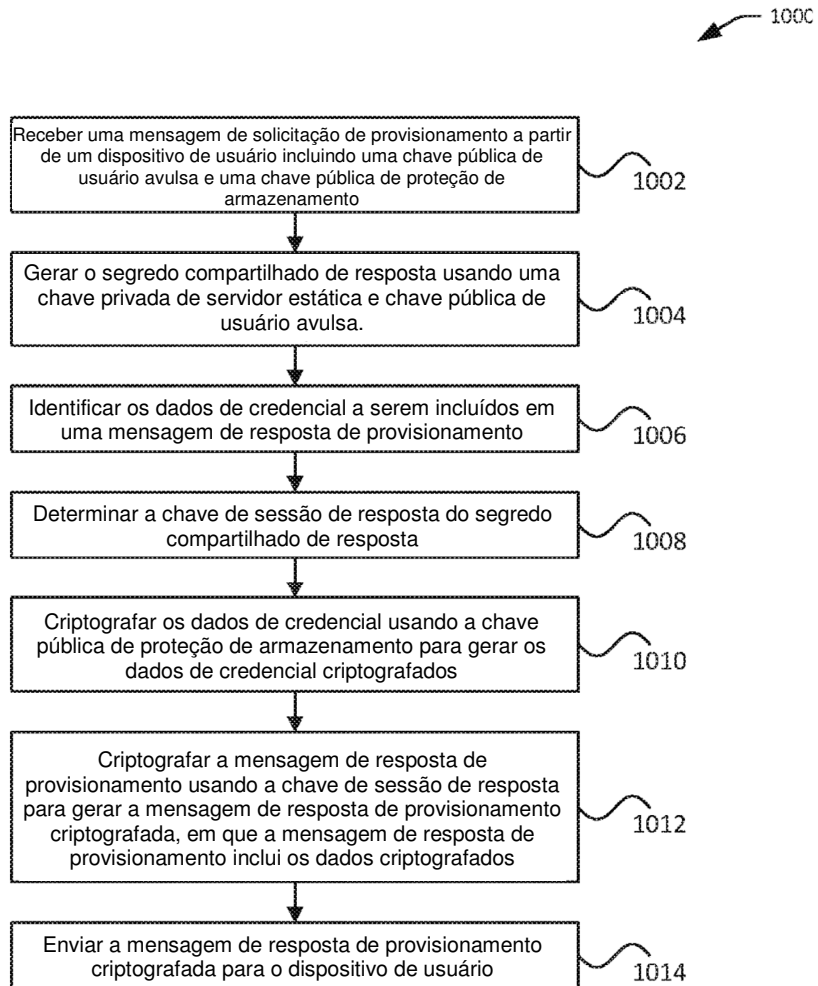 1000
Receber uma mensagem de solicitação de provisionamento a partir
de um dispositivo de usuário incluindo uma chave pública de
usuário avulsa e uma chave pública de proteção de
armazenamento
1002
Gerar o segredo compartilhado de resposta usando uma
chave privada de servidor estática e chave pública de
usuário avulsa.
1004
Identificar os dados de credencial a serem incluídos em
uma mensagem de resposta de provisionamento
1006
Determinar a chave de sessão de resposta do segredo
compartilhado de resposta
1008
Criptografar os dados de credencial usando a chave
pública de proteção de armazenamento para gerar os
dados de credencial criptografados
1010
Criptografar a mensagem de resposta de
provisionamento usando a chave de sessão de resposta
para gerar a mensagem de resposta de provisionamento
criptografada, em que a mensagem de resposta de
provisionamento inclui os dados criptografados
1012
Enviar a mensagem de resposta de provisionamento
criptografada para o dispositivo de usuário
1014